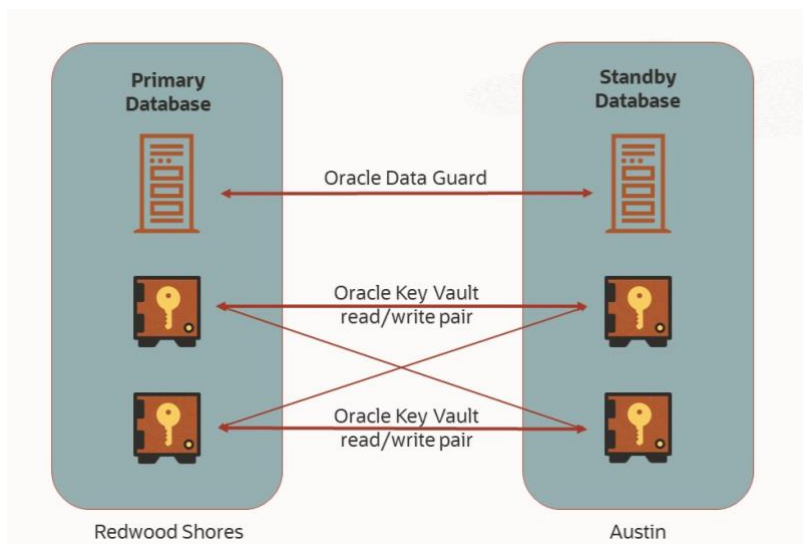 Primary
Database
Standby
Database
Oracle Data Guard
Oracle Key Vault
read/write pair
Oracle Key Vault
read/write pair
Redwood Shores
Austin